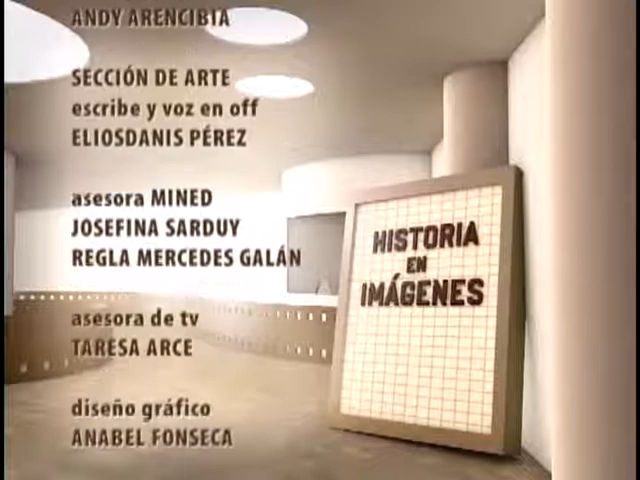 ANDY ARENCIBIA
SECCIÓN DE ARTE
escribe y voz en off
ELIOSDANIS PÉREZ
asesora MINED
JOSEFINA SARDUY
REGLA MERCEDES GALÁN
asesora de tv
TARESA ARCE
diseño gráfico
ANABEL FONSECA
HISTORIA
EN
IMÁGENES